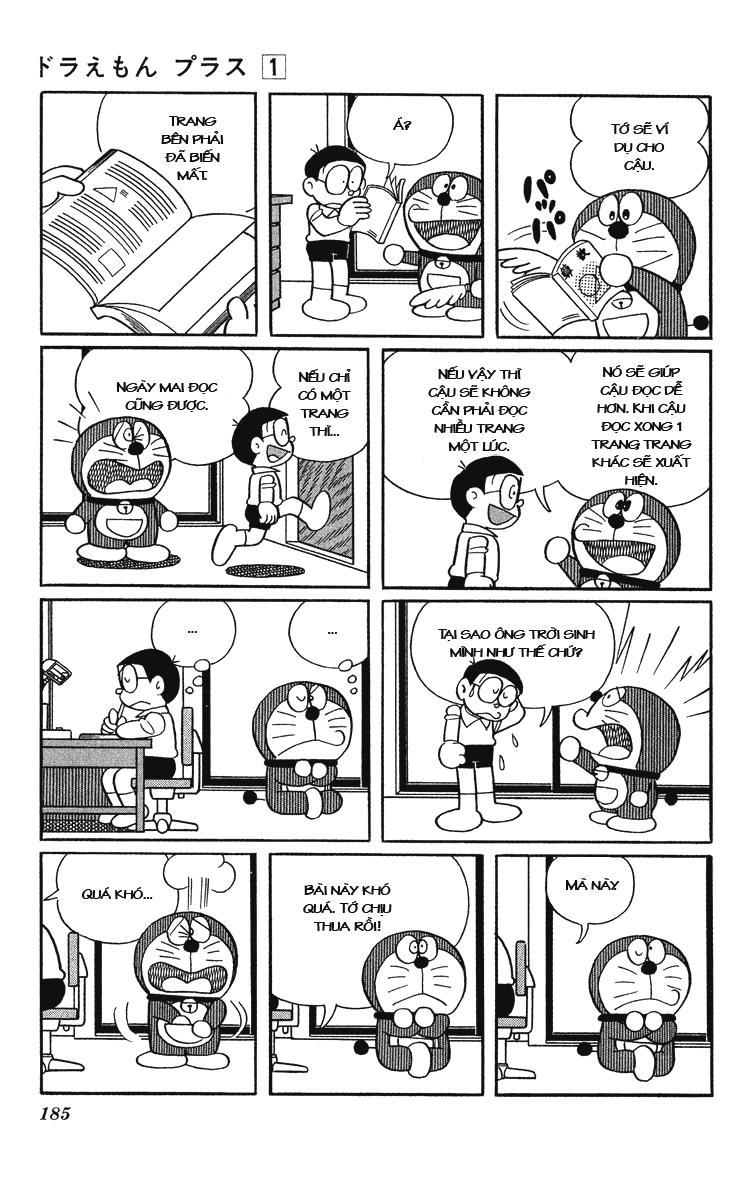 ドラえもん プラス 1
TỚ SẼ VÍ
DỤ CHO
CẬU.
Á?
TRANG
BÊN PHẢI
ĐÃ BIẾN
MẤT.
NÓ SẼ GIÚP
CẬU ĐỌC DỄ
HƠN. KHI CẬU
ĐỌC XONG 1
TRANG, TRANG
KHÁC SẼ XUẤT
HIỆN.
NẾU VẬY THÌ
CẬU SẼ KHÔNG
CẦN PHẢI ĐỌC
NHIỀU TRANG
MỘT LÚC.
NẾU CHỈ
CÓ MỘT
TRANG
THÌ...
NGÀY MAI ĐỌC
CŨNG ĐƯỢC.
TẠI SAO ÔNG TRỜI SINH
MÌNH NHƯ THẾ CHỨ?
...
...
MÀ NÀY.
BÀI NÀY KHÓ
QUÁ. TỚ CHỊU
THUA RỒI!
QUÁ KHÓ...
185